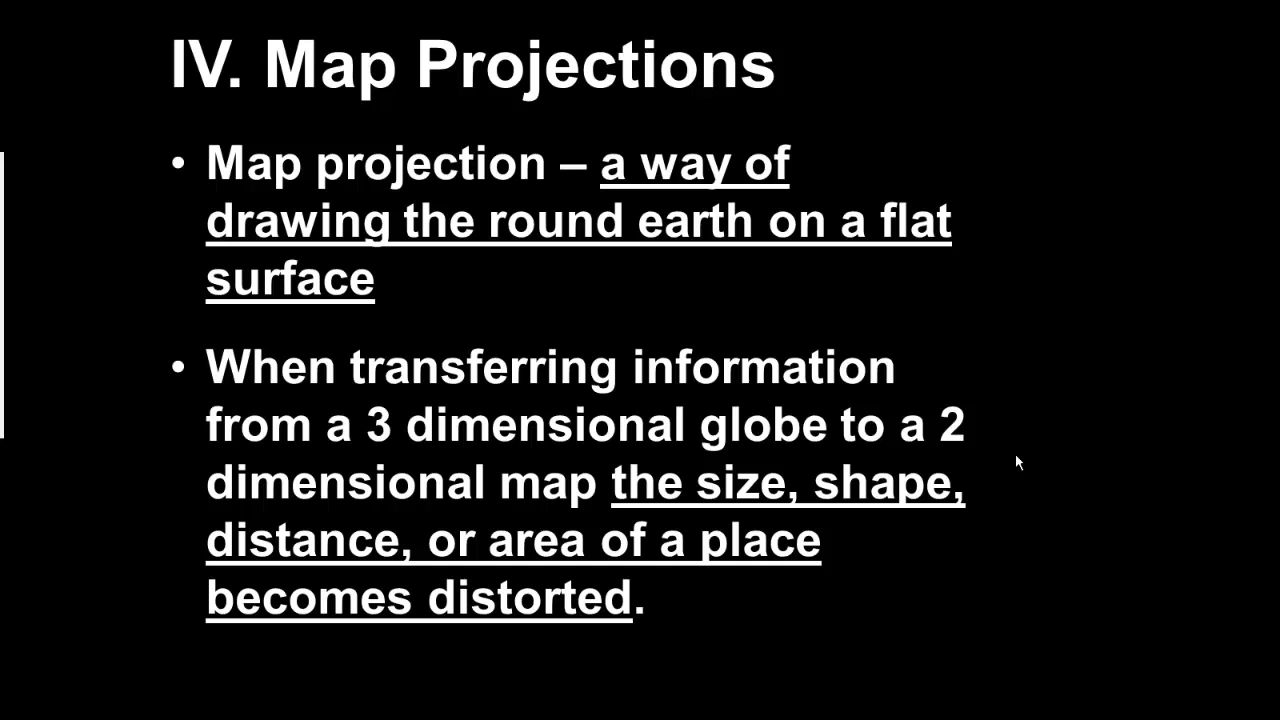 IV. Map Projections
• Map projection – a way of
drawing the round earth on a flat
surface
• When transferring information
from a 3 dimensional globe to a 2
dimensional map the size, shape,
distance, or area of a place
becomes distorted.